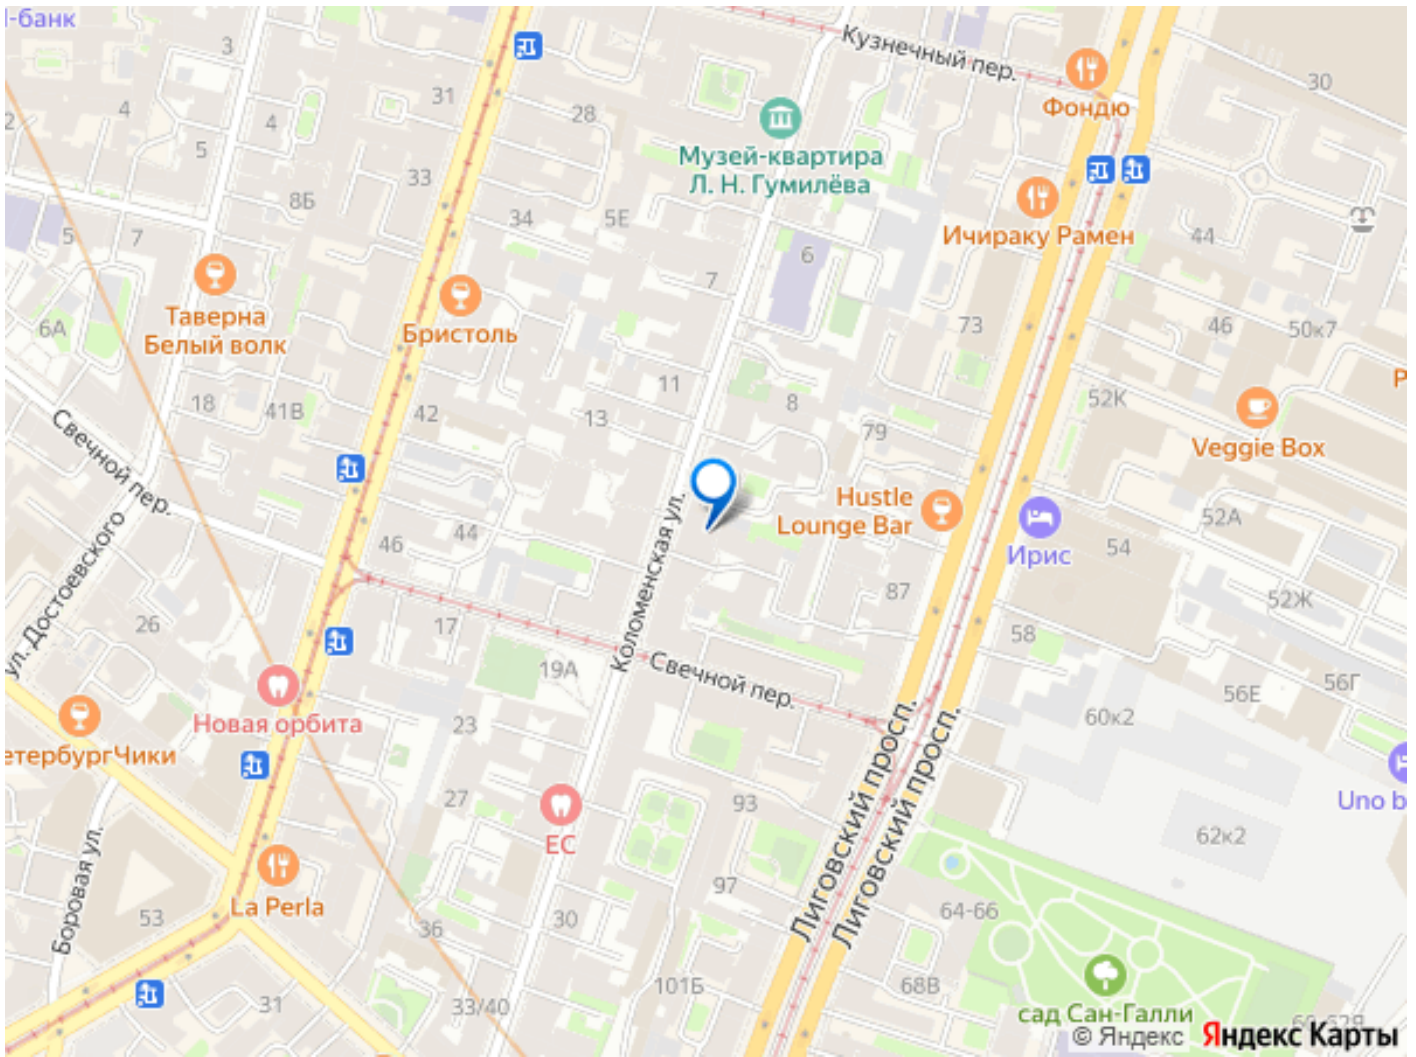 -банк
3
31
28
4
4
2
5
33
8Б
34
5Е
5
7
6А
Таверна
Белый волк
Бристоль
Кузнечный пер.
Фондю
30
Музей-квартира
Л. Н. Гумилёва
Ичираку Рамен
44
6
7
73
46
50к7
11
13
8
79
52К
Veggie Box
Р
18
41В
42
Свечной пер.
ул. Достоевского
46
44
Коломенская ул.
Hustle
Lounge Bar
Ирис
54
52А
52Ж
87
58
56Е
56Г
60к2
26
17
19А
Свечной пер.
Новая орбита
етербургЧики
23
27
ЕС
93
97
Лиговский просп.
Лиговский просп.
62к2
Uno b
Боровая ул.
53
La Perla
36
30
31
33/40
101Б
64-66
68В
сад Сан-Галли
© Яндекс
Яндекс Карты